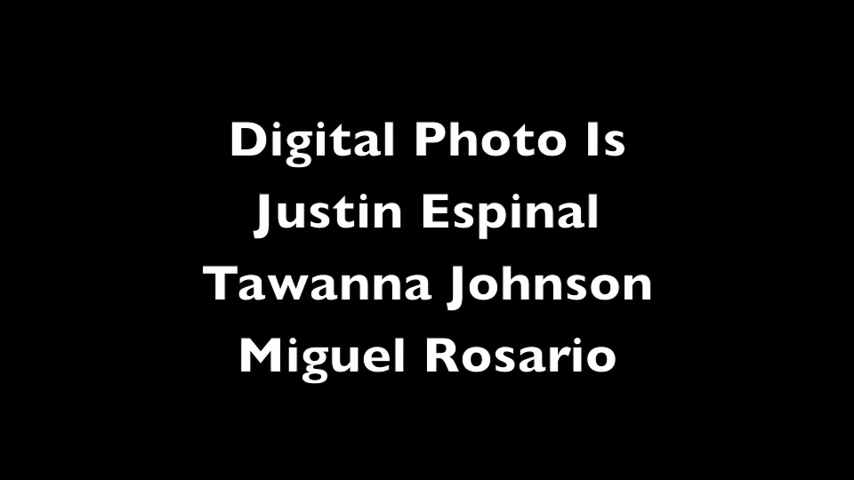 Digital Photo Is
Justin Espinal
Tawanna Johnson
Miguel Rosario